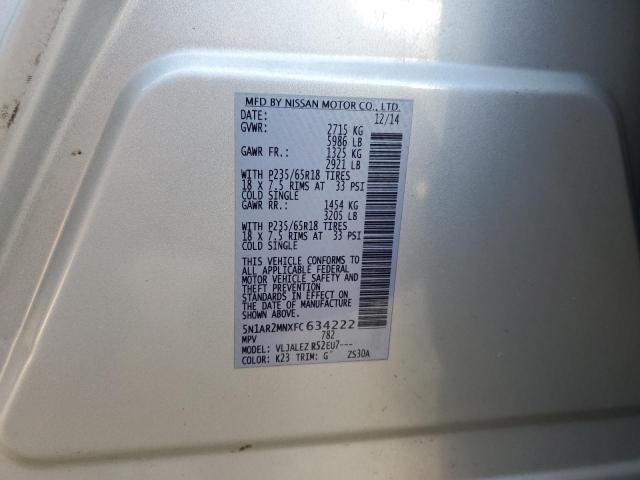 MFD BY NISSAN MOTOR CO., LTD.
DATE: 12/14
GVWR: 2715 KG
5986 LB
GAWR FR.: 1325 KG
2921 LB
WITH P235/65R18 TIRES
18 X 7.5 RIMS AT 33 PSI
COLD SINGLE
GAWR RR.: 1454 KG
3205 LB
WITH P235/65R18 TIRES
18 X 7.5 RIMS AT 33 PSI
COLD SINGLE
THIS VEHICLE CONFORMS TO
ALL APPLICABLE FEDERAL
MOTOR VEHICLE SAFETY AND
THEFT PREVENTION
STANDARDS IN EFFECT ON
THE DATE OF MANUFACTURE
SHOWN ABOVE.
5N1AR2MNXFC634222
MPV 782
MODEL: VLJALEZ R52EU7---
COLOR: K23 TRIM: G ZS30A